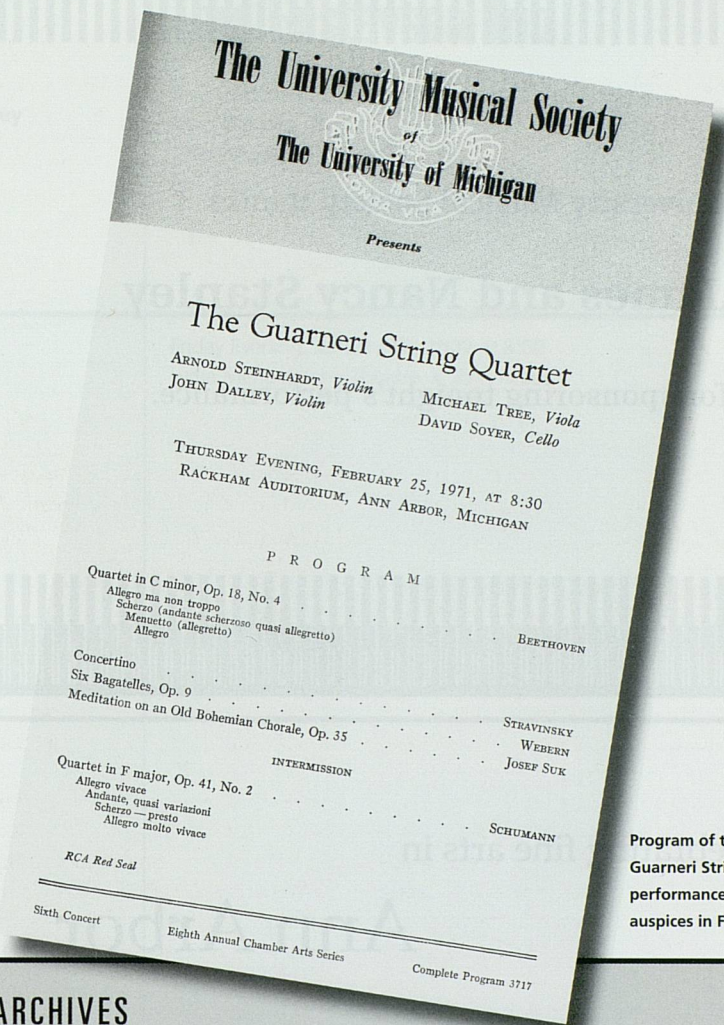 The University Musical Society
of
The University of Michigan
Presents
The Guarneri String Quartet
ARNOLD STEINHARDT, Violin
JOHN DALLEY, Violin
MICHAEL TREE, Viola
DAVID SOYER, Cello
THURSDAY EVENING, FEBRUARY 25, 1971, AT 8:30
RACKHAM AUDITORIUM, ANN ARBOR, MICHIGAN
PROGRAM
Quartet in C minor, Op. 18, No. 4 . . . . . . . . . BEETHOVEN
Allegro ma non troppo
Scherzo (andante scherzoso quasi allegretto)
Menuetto (allegretto)
Allegro
Concertino . . . . . . . . . . . . STRAVINSKY
Six Bagatelles, Op. 9 . . . . . . . . . . . WEBERN
Meditation on an Old Bohemian Chorale, Op. 35 . . . . . JOSEF SUK
INTERMISSION
Quartet in F major, Op. 41, No. 2 . . . . . . . . SCHUMANN
Allegro vivace
Andante, quasi variazioni
Scherzo — presto
Allegro molto vivace
RCA Red Seal
Sixth Concert
Eighth Annual Chamber Arts Series
Complete Program 3717
Program of
Guarneri
performance
auspices in
ARCHIVES